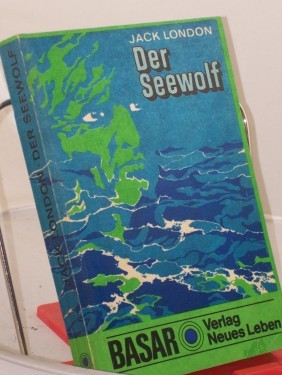 JACK LONDON
Der
Seewolf
JACK LONDON DER SEEWOLF
BASAR
Verlag
Neues Leben